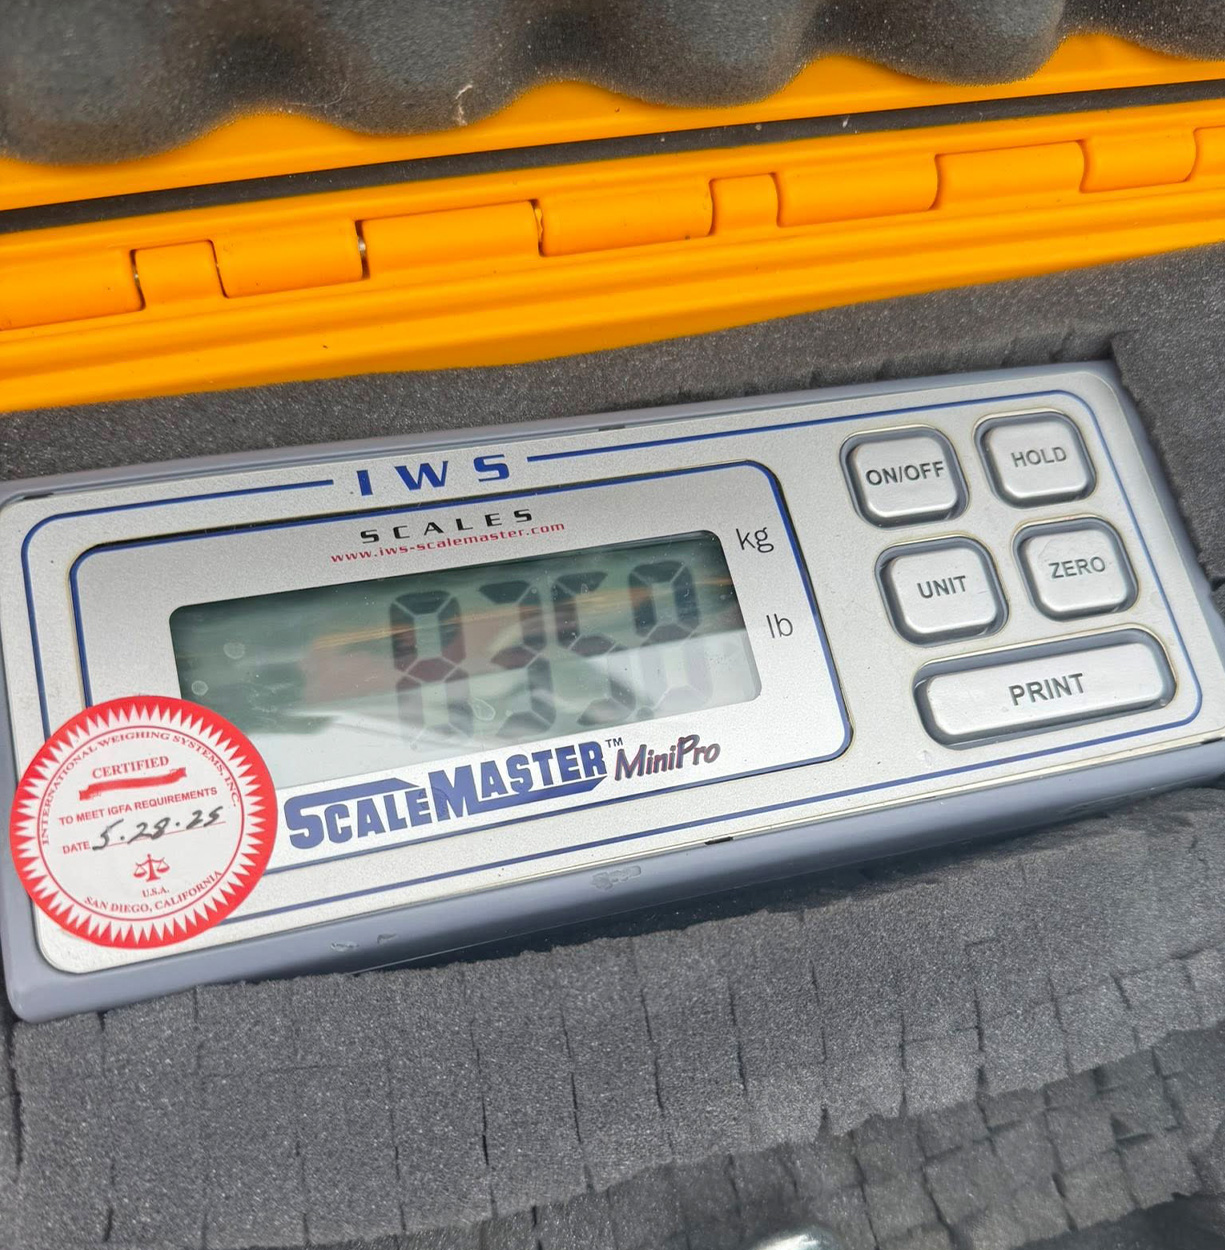 IWS
SCALES
www.iws-scalemaster.com
kg
lb
SCALEMASTER™ MiniPro
ON/OFF
HOLD
UNIT
ZERO
PRINT
INTERNATIONAL WEIGHING SYSTEMS, INC.
CERTIFIED
TO MEET IGFA REQUIREMENTS
DATE 5.28.25
U.S.A.
SAN DIEGO, CALIFORNIA